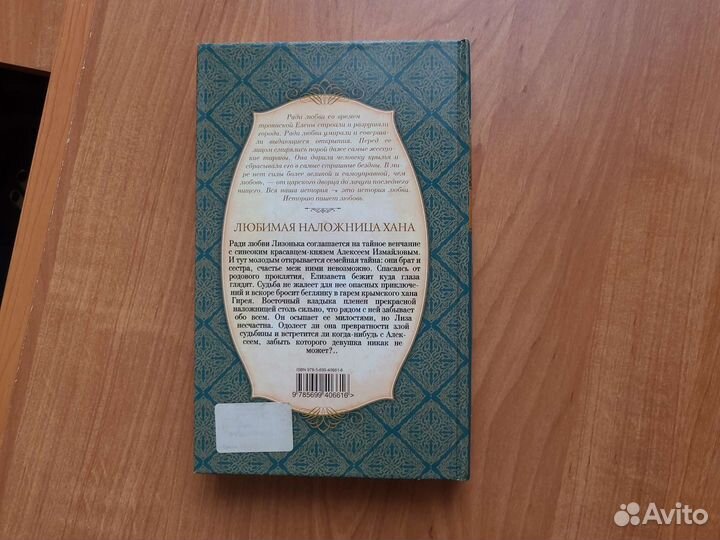 Ради любви со времен
троянской Елены строили и разрушали
города. Ради любви умирали и соверша-
ли выдающиеся открытия. Перед ее
лицом смирялись порой даже самые жесто-
кие тираны. Она дарила человеку крылья и
сбрасывала его в самые страшные бездны. В ми-
ре нет силы более великой и самоуправной, чем
любовь, — от царского дворца до лачуги последнего
нищего. Вся наша история — это история любви.
Историю пишет любовь.
ЛЮБИМАЯ НАЛОЖНИЦА ХАНА
Ради любви Лизонька соглашается на тайное венчание
с синеоким красавцем-князем Алексеем Измайловым.
И тут молодым открывается семейная тайна: они брат и
сестра, счастье меж ними невозможно. Спасаясь от
родового проклятия, Елизавета бежит куда глаза
глядят. Судьба не жалеет для нее опасных приключе-
ний и вскоре бросит беглянку в гарем крымского хана
Гирея. Восточный владыка пленен прекрасной
наложницей столь сильно, что рядом с ней забывает
обо всем. Он осыпает ее милостями, но Лиза
несчастна. Одолеет ли она превратности злой
судьбины и встретится ли когда-нибудь с Алек-
сеем, забыть которого девушка никак не
может?..
ISBN 978-5-699-40661-6
9 785699 406616 >
Avito